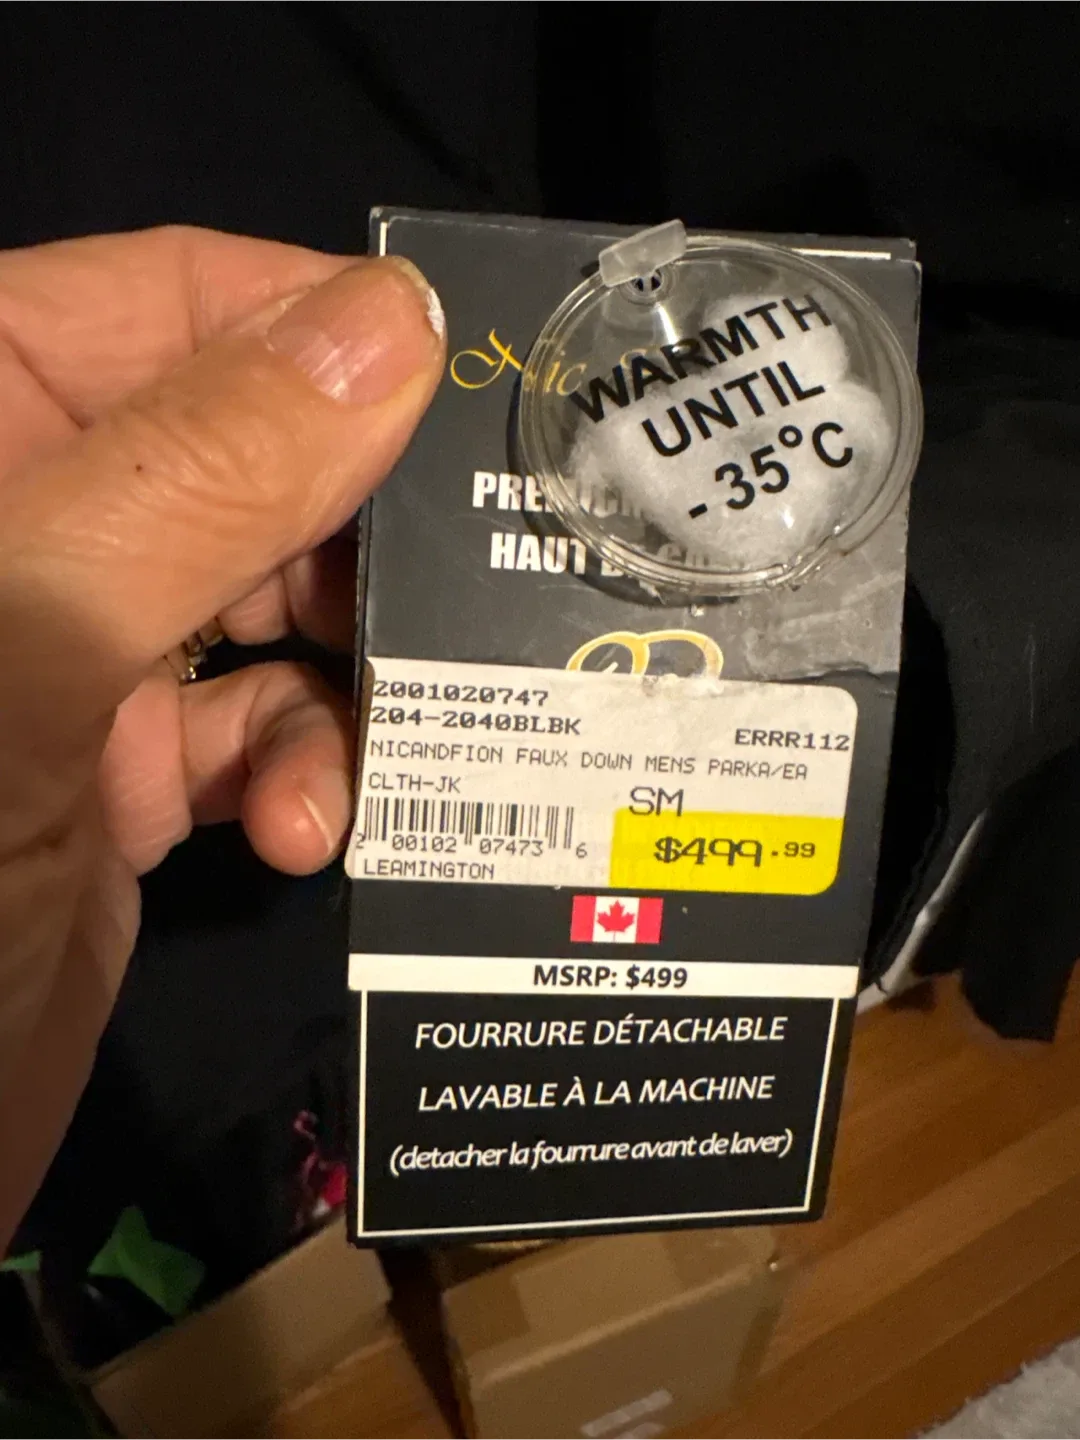 WARMTH
UNTIL
-35°C
HAUT
2001020747
204-2040BLBK
ERRR112
NICANDFION FAUX DOWN MENS PARKA/EA
CLTH-JK
SM
2 00102 07473 6
$499.99
LEAMINGTON
MSRP: $499
FOURRURE DÉTACHABLE
LAVABLE À LA MACHINE
(detacher la fourrure avant de laver)